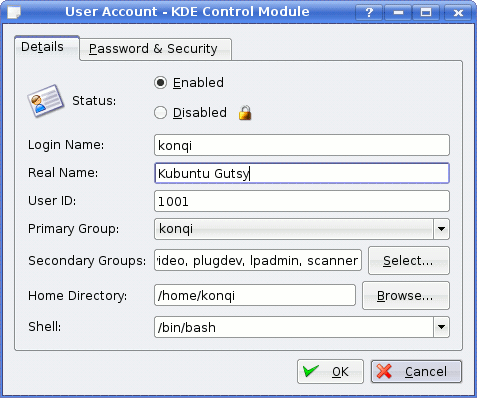 User Account - KDE Control Module
Details Password & Security
Status: Enabled
Disabled
Login Name: konqi
Real Name: Kubuntu Gutsy
User ID: 1001
Primary Group: konqi
Secondary Groups: video, plugdev, lpadmin, scanner Select...
Home Directory: /home/konqi Browse...
Shell: /bin/bash
OK Cancel